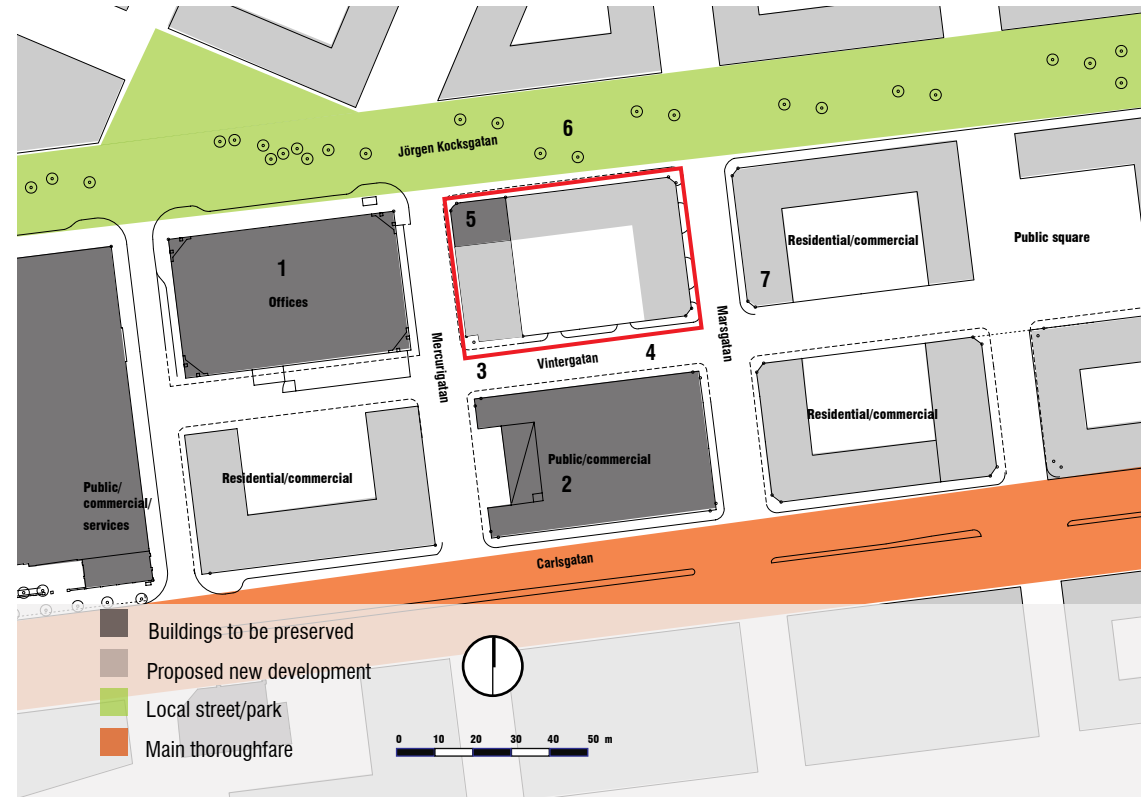 6
Jörgen Kocksgatan
5
Residential/commercial
Public square
1
7
Offices
Mercurigatan
Marsgatan
4
Vintergatan
3
Residential/commercial
Public/commercial
Residential/commercial
2
Public/
commercial/
services
Carlsgatan
Buildings to be preserved
Proposed new development
Local street/park
Main thoroughfare
0 10 20 30 40 50 m